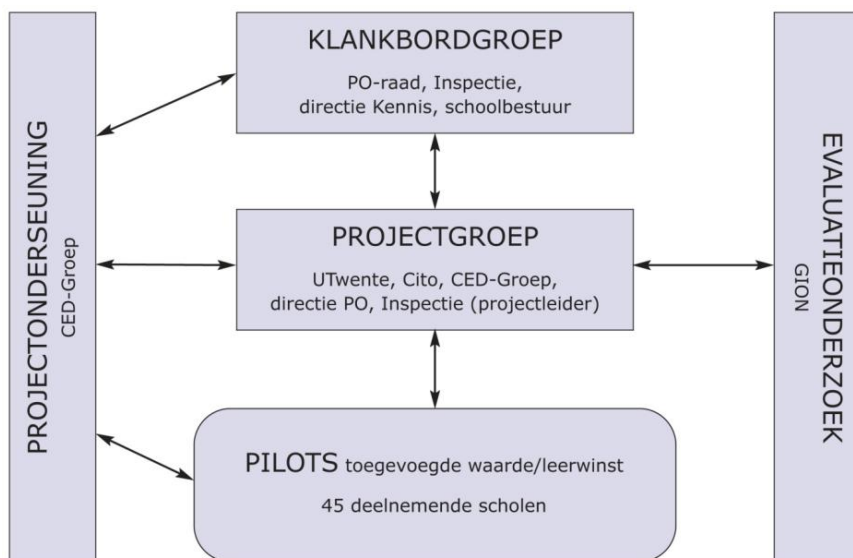 PROJECTONDERSEUNING
CED-Groep
KLANKBORDGROEP
PO-raad, Inspectie,
directie Kennis, schoolbestuur
PROJECTGROEP
UTwente, Cito, CED-Groep,
directie PO, Inspectie (projectleider)
PILOTS toegevoegde waarde/leerwinst
45 deelnemende scholen
EVALUATIEONDERZOEK
GION